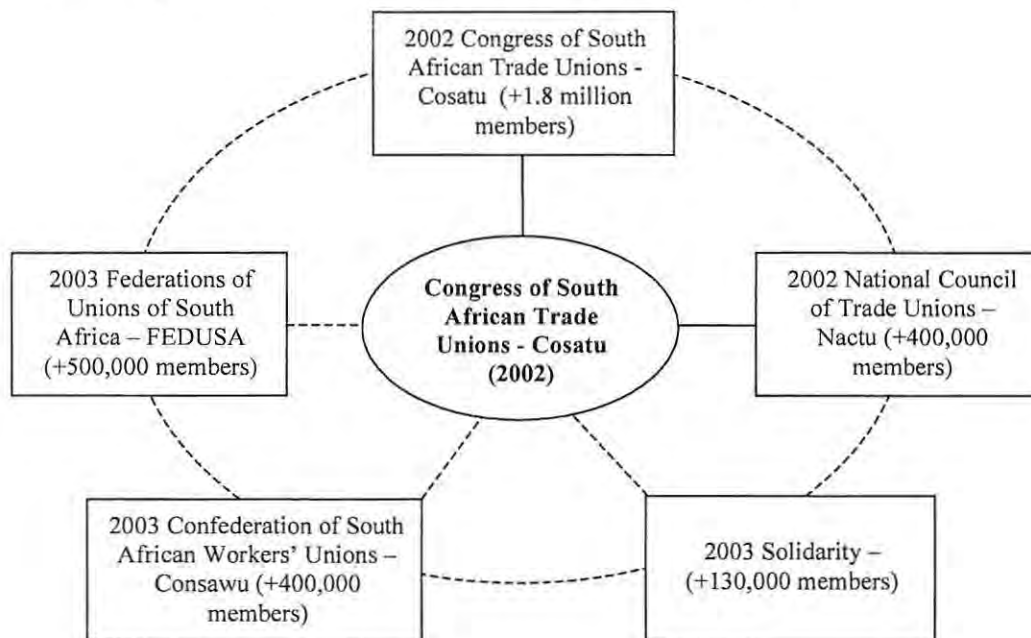 2002 Congress of South
African Trade Unions -
Cosatu (+1.8 million
members)
2003 Federations of
Unions of South
Africa – FEDUSA
(+500,000 members)
Congress of South
African Trade
Unions - Cosatu
(2002)
2002 National Council
of Trade Unions –
Nactu (+400,000
members)
2003 Confederation of South
African Workers' Unions –
Consawu (+400,000
members)
2003 Solidarity –
(+130,000 members)